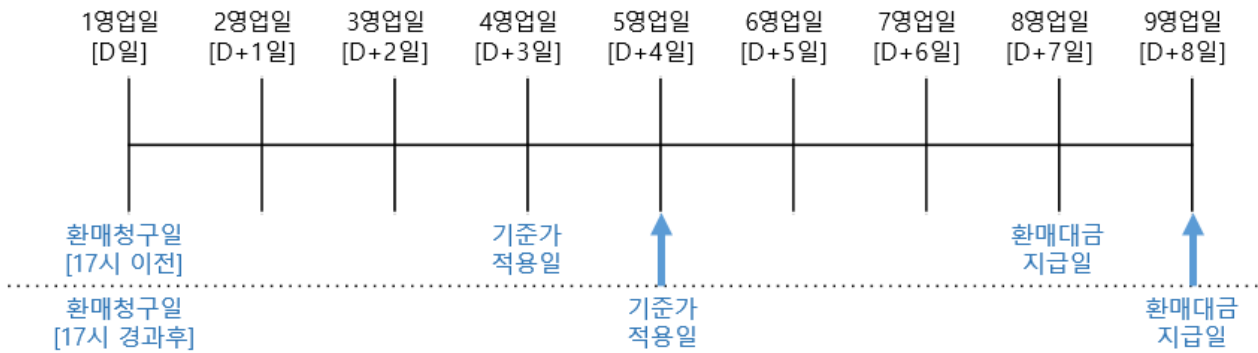 1영업일 2영업일 3영업일 4영업일 5영업일 6영업일 7영업일 8영업일 9영업일
[D일] [D+1일] [D+2일] [D+3일] [D+4일] [D+5일] [D+6일] [D+7일] [D+8일]
환매청구일 기준가 환매대금
[17시 이전] 적용일 지급일
환매청구일 기준가 환매대금
[17시 경과후] 적용일 지급일